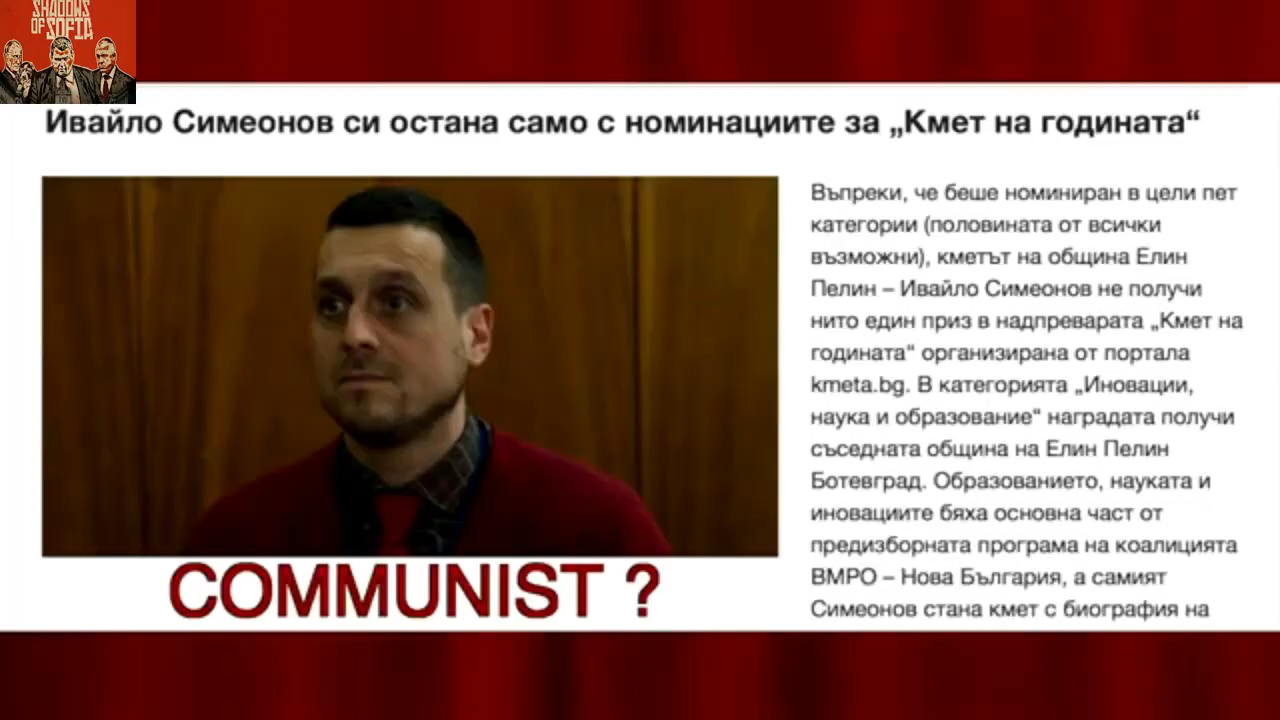 SHADOWS
OF SOFIA
Ивайло Симеонов си остана само с номинациите за „Кмет на годината“
Въпреки, че беше номиниран в цели пет
категории (половината от всички
възможни), кметът на община Елин
Пелин – Ивайло Симеонов не получи
нито един приз в надпреварата „Кмет на
годината“ организирана от портала
kmeta.bg. В категорията „Иновации,
наука и образование“ наградата получи
съседната община на Елин Пелин
Ботевград. Образованието, науката и
иновациите бяха основна част от
предизборната програма на коалицията
ВМРО – Нова България, а самият
Симеонов стана кмет с биография на
COMMUNIST ?